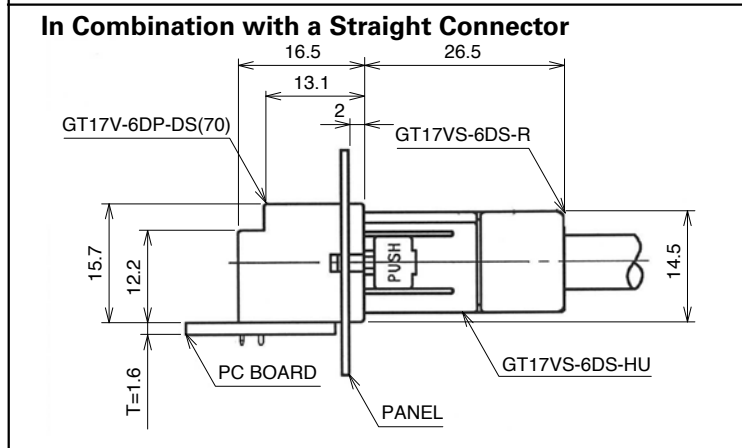 In Combination with a Straight Connector
16.5
26.5
13.1
2
GT17V-6DP-DS(70)
GT17VS-6DS-R
15.7
12.2
PUSH
14.5
T=1.6
PC BOARD
GT17VS-6DS-HU
PANEL